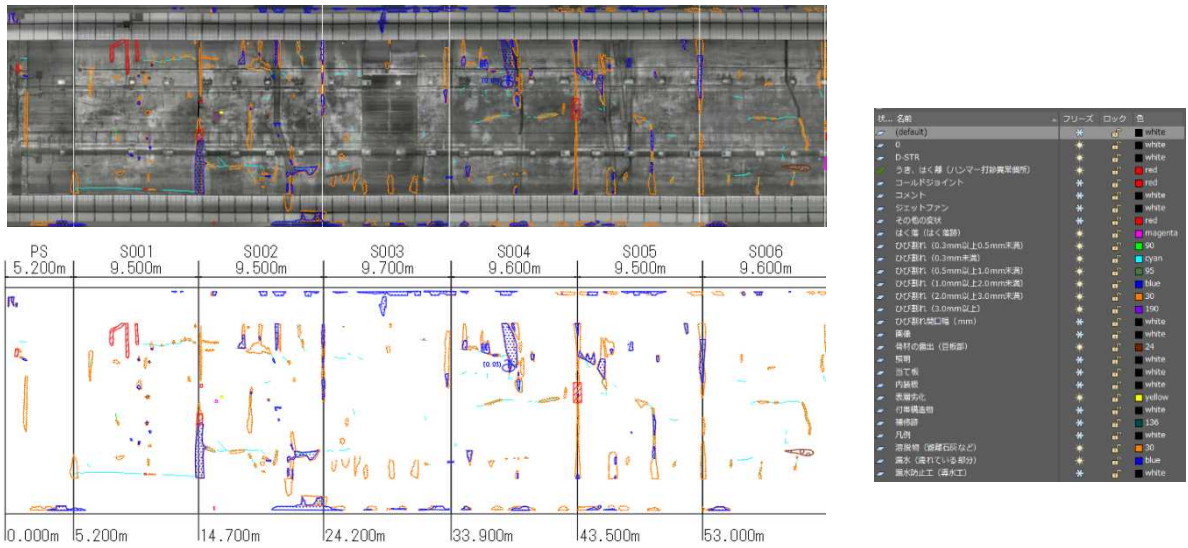 PS S001 S002 S003 S004 S005 S006
5.200m 9.500m 9.500m 9.700m 9.600m 9.500m 9.600m
0.000m 5.200m 14.700m 24.200m 33.900m 43.500m 53.000m
状... 名前 フリーズ ロック 色
(default) white
0 white
D-STR white
うき、はく離(ハンマー打診異常個所) red
コールドジョイント red
コメント white
ジェットファン white
その他の変状 red
はく落(はく落跡) magenta
ひび割れ(0.3mm以上0.5mm未満) 90
ひび割れ(0.3mm未満) cyan
ひび割れ(0.5mm以上1.0mm未満) 95
ひび割れ(1.0mm以上2.0mm未満) blue
ひび割れ(2.0mm以上3.0mm未満) 30
ひび割れ(3.0mm以上) 190
ひび割れ開口幅(mm) white
画像 white
骨材の露出(豆板部) 24
照明 white
当て板 white
内装板 white
表層劣化 yellow
付帯構造物 white
補修跡 136
凡例 white
溶脱物(遊離石灰など) 30
漏水(濡れている部分) blue
漏水防止工(導水工) white